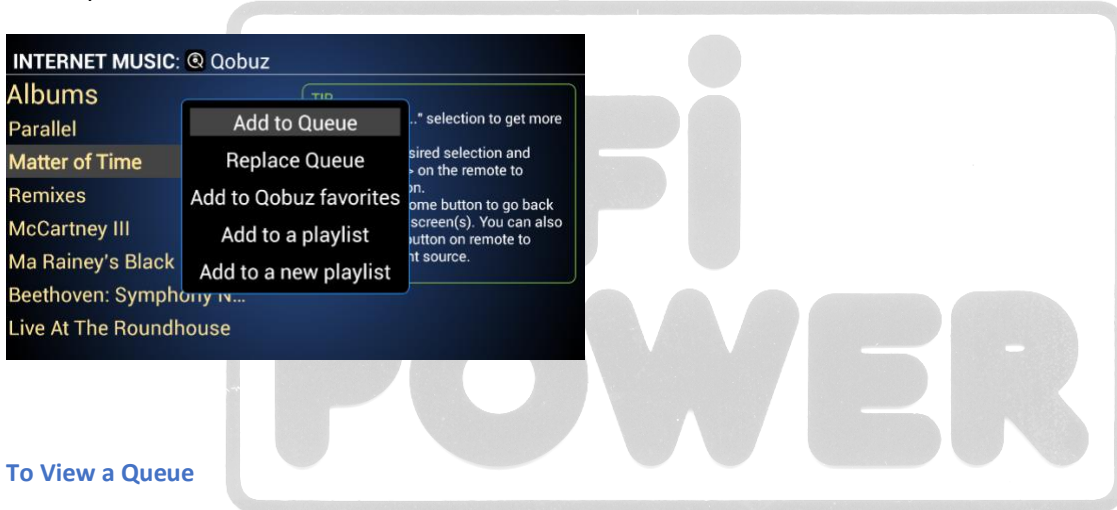 INTERNET MUSIC: Qobuz
Albums
Parallel
Matter of Time
Remixes
McCartney III
Ma Rainey's Black
Beethoven: Symphony N...
Live At The Roundhouse
Add to Queue
Replace Queue
Add to Qobuz favorites
Add to a playlist
Add to a new playlist
TIP
..." selection to get more
sired selection and
> on the remote to
on.
ome button to go back
screen(s). You can also
utton on remote to
nt source.
To View a Queue
Fi
POWER